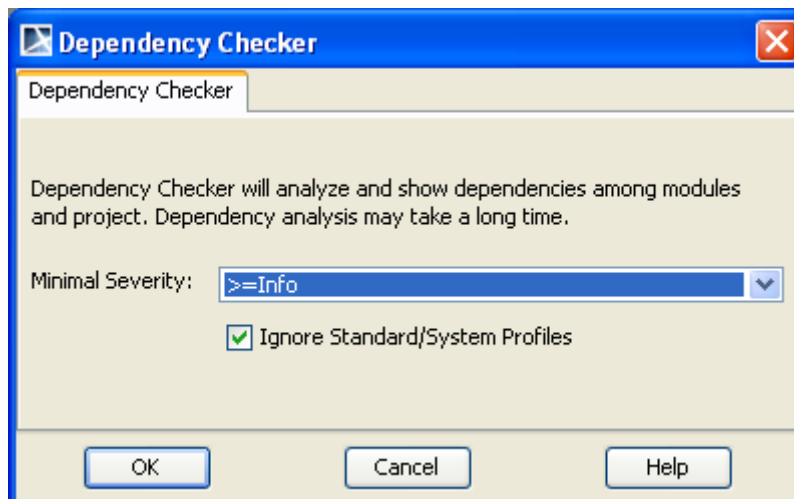 Dependency Checker
Dependency Checker
Dependency Checker will analyze and show dependencies among modules
and project. Dependency analysis may take a long time.
Minimal Severity: >=Info
Ignore Standard/System Profiles
OK Cancel Help